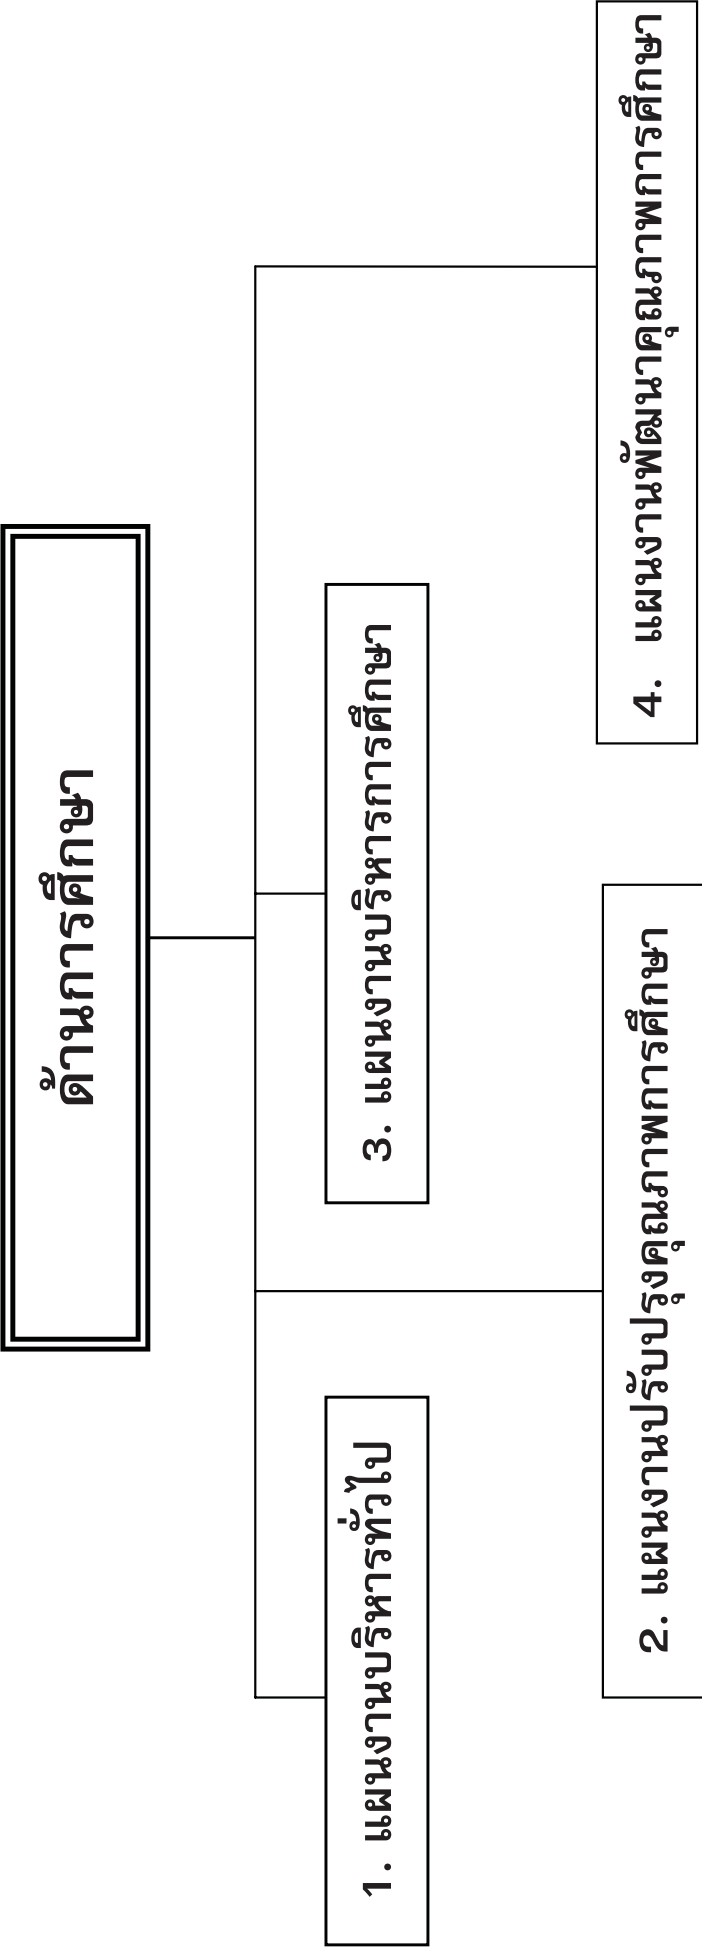 ด้านการศึกษา
1. แผนงานบริหารทั่วไป
2. แผนงานปรับปรุงคุณภาพการศึกษา
3. แผนงานบริหารการศึกษา
4. แผนงานพัฒนาคุณภาพการศึกษา